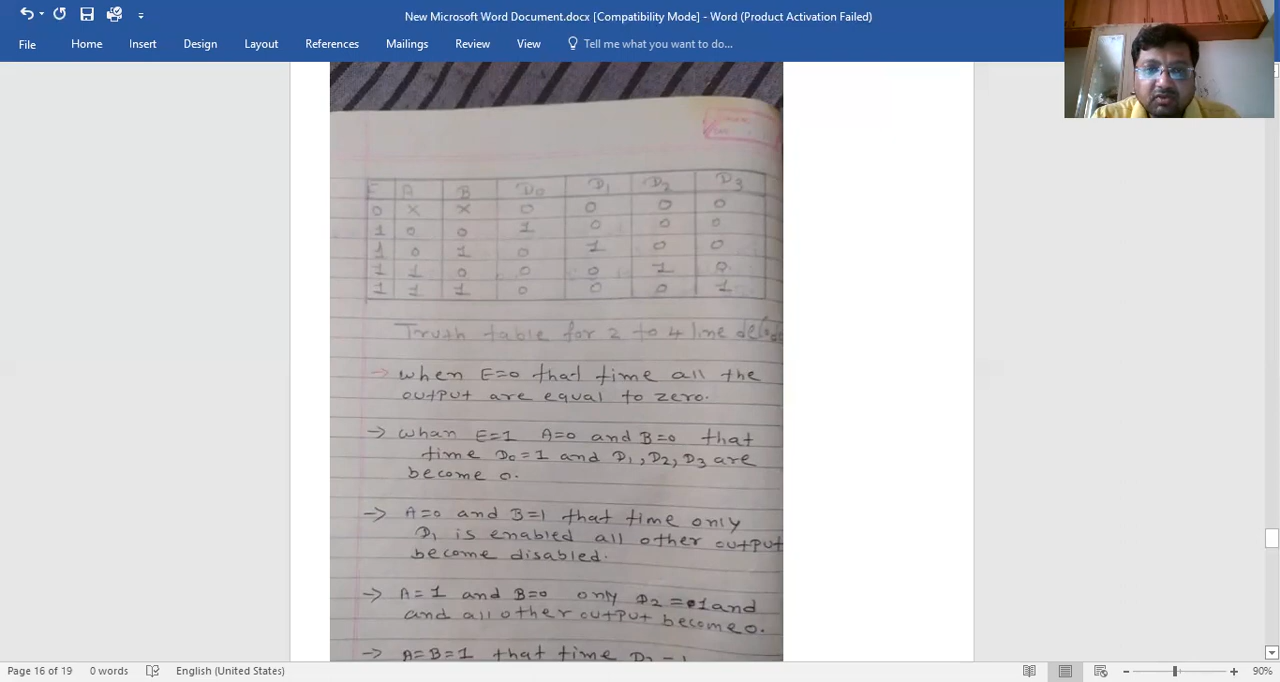 New Microsoft Word Document.docx [Compatibility Mode] - Word (Product Activation Failed)
File Home Insert Design Layout References Mailings Review View Tell me what you want to do...
E A B D0 D1 D2 D3
0 x x 0 0 0 0
1 0 0 1 0 0 0
1 0 1 0 1 0 0
1 1 0 0 0 1 0
1 1 1 0 0 0 1
Truth table for 2 to 4 line
→ when E=0 that time all the
output are equal to zero.
→ whan E=1 A=0 and B=0 that
time D0=1 and D1, D2, D3 are
become 0.
→ A=0 and B=1 that time only
D1 is enabled all other output
become disabled.
→ A=1 and B=0 only D2=1 and
and all other output become 0.
→ A=B=1 that time
Page 16 of 19 0 words English (United States) 90%